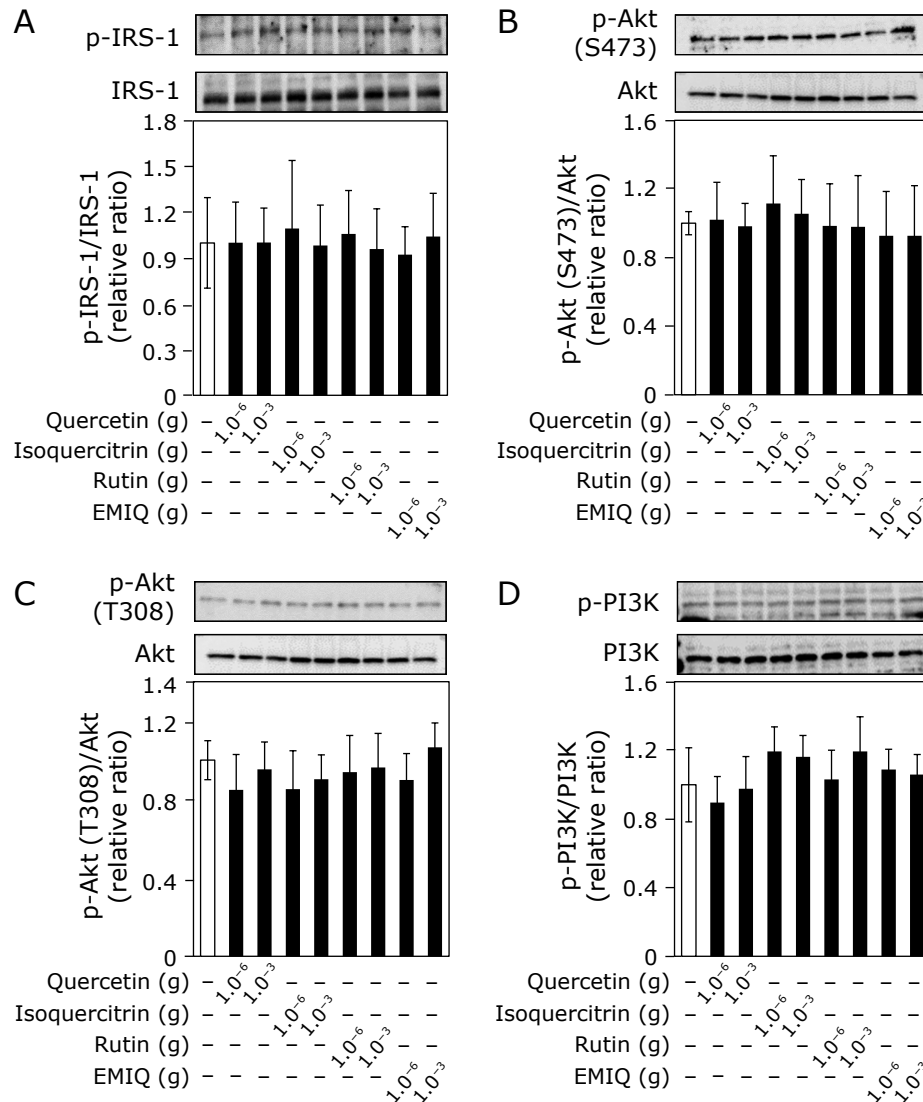 A
p-IRS-1
IRS-1
1.8
1.5
1.2
0.9
0.6
0.3
0
p-IRS-1/IRS-1
(relative ratio)
Quercetin (g) – 1.0⁻⁶ 1.0⁻³ – – – – – –
Isoquercitrin (g) – – – 1.0⁻⁶ 1.0⁻³ – – – –
Rutin (g) – – – – – 1.0⁻⁶ 1.0⁻³ – –
EMIQ (g) – – – – – – – 1.0⁻⁶ 1.0⁻³
B
p-Akt
(S473)
Akt
1.6
1.2
0.8
0.4
0
p-Akt (S473)/Akt
(relative ratio)
Quercetin (g) – 1.0⁻⁶ 1.0⁻³ – – – – – –
Isoquercitrin (g) – – – 1.0⁻⁶ 1.0⁻³ – – – –
Rutin (g) – – – – – 1.0⁻⁶ 1.0⁻³ – –
EMIQ (g) – – – – – – – 1.0⁻⁶ 1.0⁻³
C
p-Akt
(T308)
Akt
1.4
1.2
0.8
0.4
0
p-Akt (T308)/Akt
(relative ratio)
Quercetin (g) – 1.0⁻⁶ 1.0⁻³ – – – – – –
Isoquercitrin (g) – – – 1.0⁻⁶ 1.0⁻³ – – – –
Rutin (g) – – – – – 1.0⁻⁶ 1.0⁻³ – –
EMIQ (g) – – – – – – – 1.0⁻⁶ 1.0⁻³
D
p-PI3K
PI3K
1.6
1.2
0.8
0.4
0
p-PI3K/PI3K
(relative ratio)
Quercetin (g) – 1.0⁻⁶ 1.0⁻³ – – – – – –
Isoquercitrin (g) – – – 1.0⁻⁶ 1.0⁻³ – – – –
Rutin (g) – – – – – 1.0⁻⁶ 1.0⁻³ – –
EMIQ (g) – – – – – – – 1.0⁻⁶ 1.0⁻³